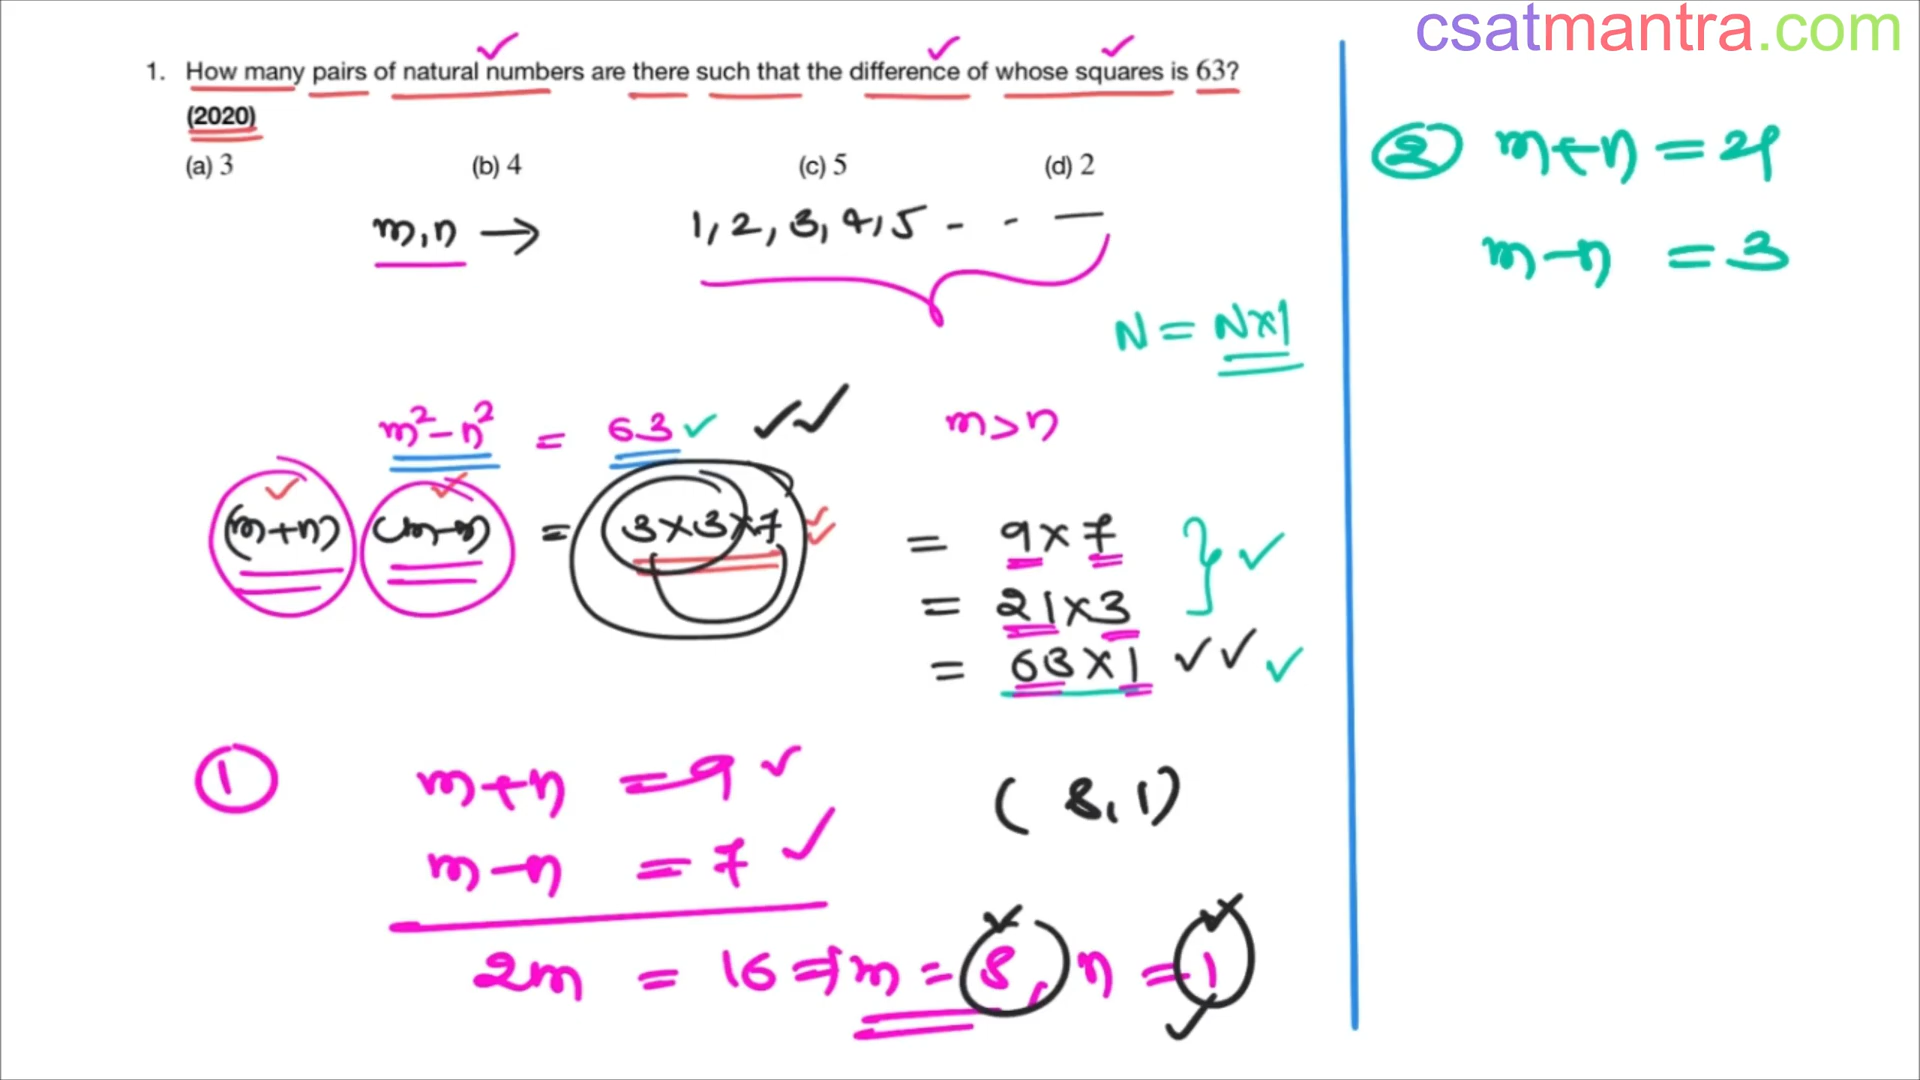 csatmantra.com
1. How many pairs of natural numbers are there such that the difference of whose squares is 63?
(2020)
(a) 3 (b) 4 (c) 5 (d) 2
m, n → 1, 2, 3, 4, 5 - - —
N = N×1
m² - n² = 63 m > n
(m+n) (m-n) = 3×3×7 = 9×7
= 21×3
= 63×1
① m+n = 9 (8, 1)
m-n = 7
2m = 16 ⇒ m = 8, n = 1
② m+n = 21
m-n = 3